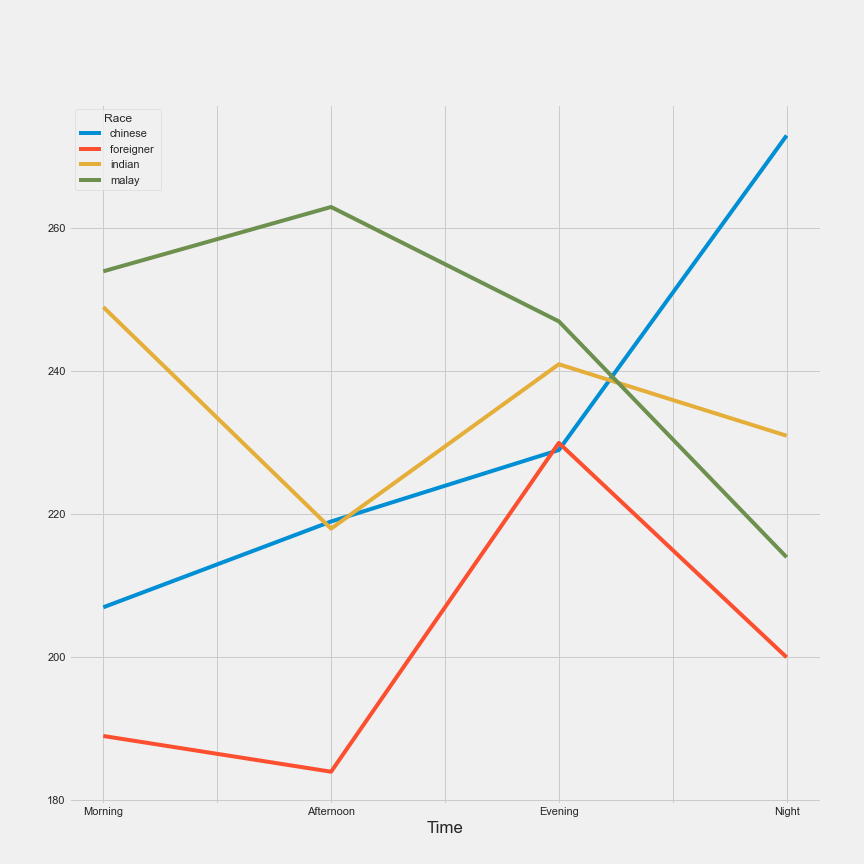 Race
chinese
foreigner
indian
malay
260
240
220
200
180
Morning Afternoon Evening Night
Time